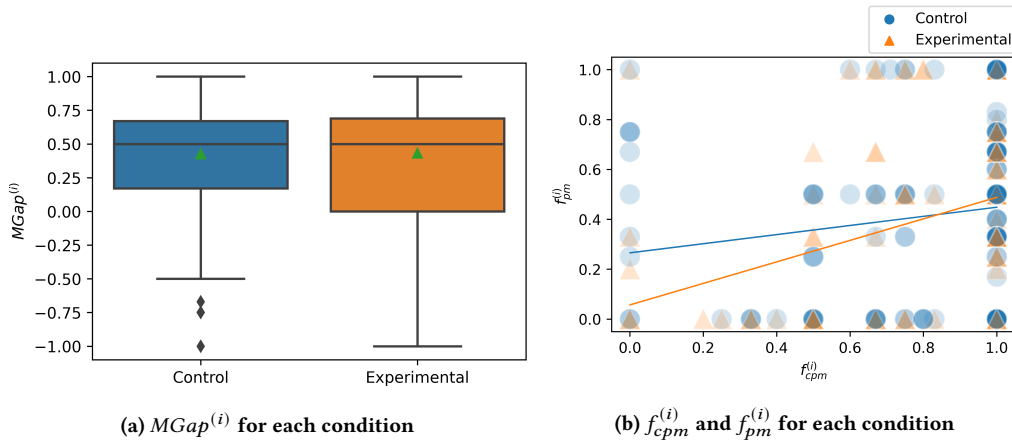 MGap^(i)
1.00
0.75
0.50
0.25
0.00
−0.25
−0.50
−0.75
−1.00
Control
Experimental
(a) MGap^(i) for each condition
Control
Experimental
f_pm^(i)
1.0
0.8
0.6
0.4
0.2
0.0
0.0 0.2 0.4 0.6 0.8 1.0
f_cpm^(i)
(b) f_cpm^(i) and f_pm^(i) for each condition